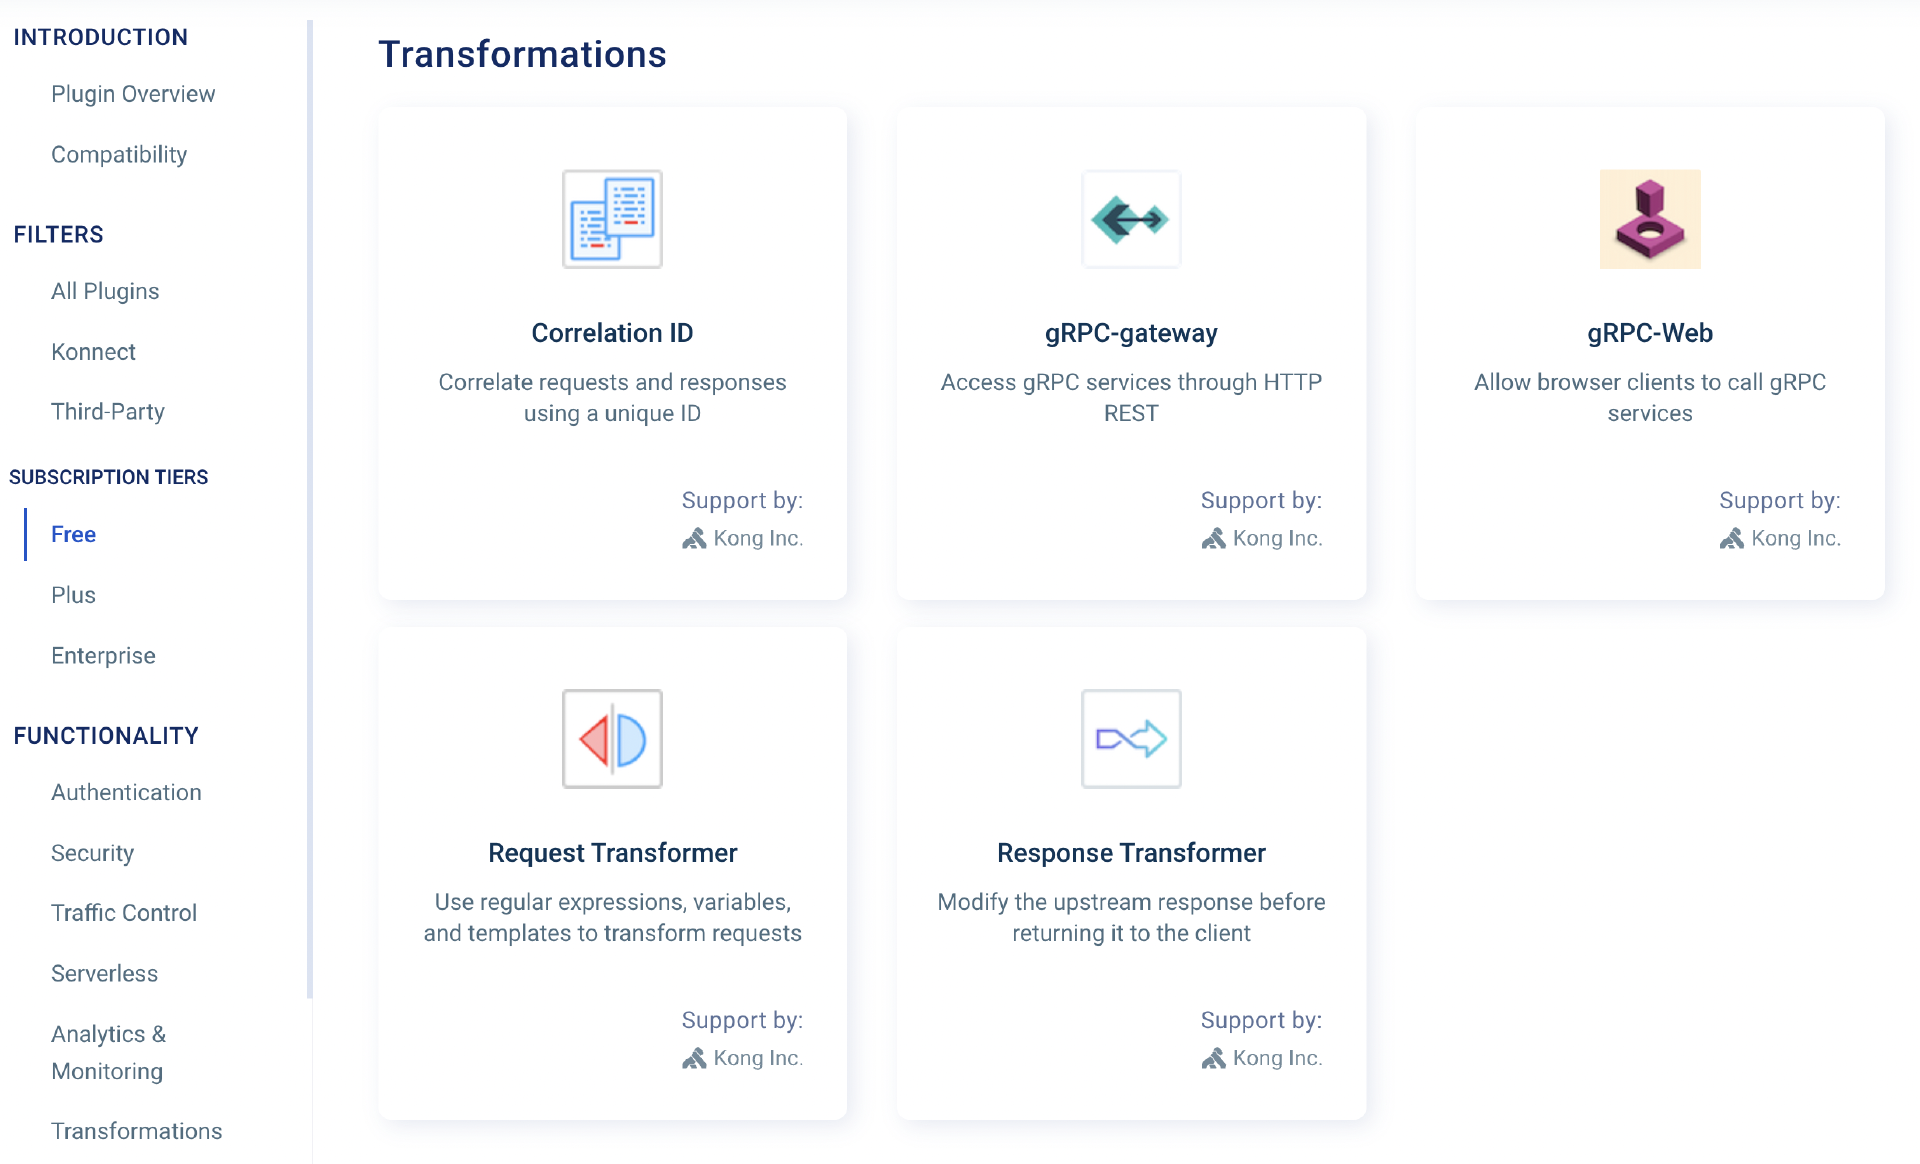 INTRODUCTION
Plugin Overview
Compatibility
FILTERS
All Plugins
Konnect
Third-Party
SUBSCRIPTION TIERS
Free
Plus
Enterprise
FUNCTIONALITY
Authentication
Security
Traffic Control
Serverless
Analytics &
Monitoring
Transformations
Transformations
Correlation ID
Correlate requests and responses
using a unique ID
Support by:
Kong Inc.
gRPC-gateway
Access gRPC services through HTTP
REST
Support by:
Kong Inc.
gRPC-Web
Allow browser clients to call gRPC
services
Support by:
Kong Inc.
Request Transformer
Use regular expressions, variables,
and templates to transform requests
Support by:
Kong Inc.
Response Transformer
Modify the upstream response before
returning it to the client
Support by:
Kong Inc.